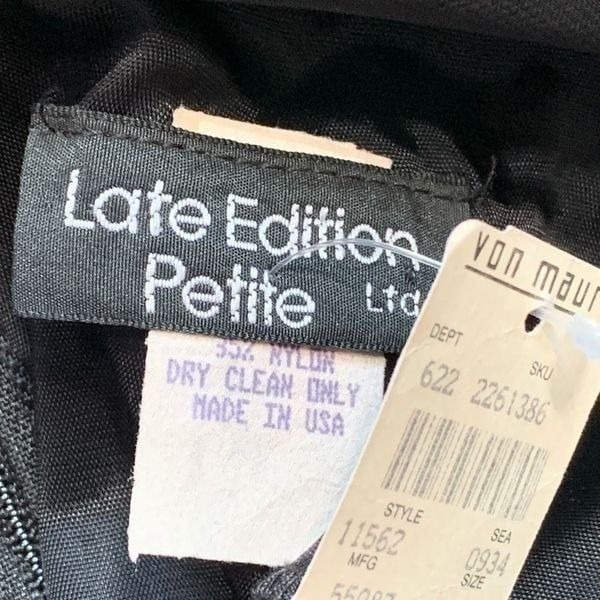 Late Edition
Petite Ltd
35% NYLON
DRY CLEAN ONLY
MADE IN USA
von maur
DEPT SKU
622 2261386
STYLE SEA
11562 0934
MFG SIZE